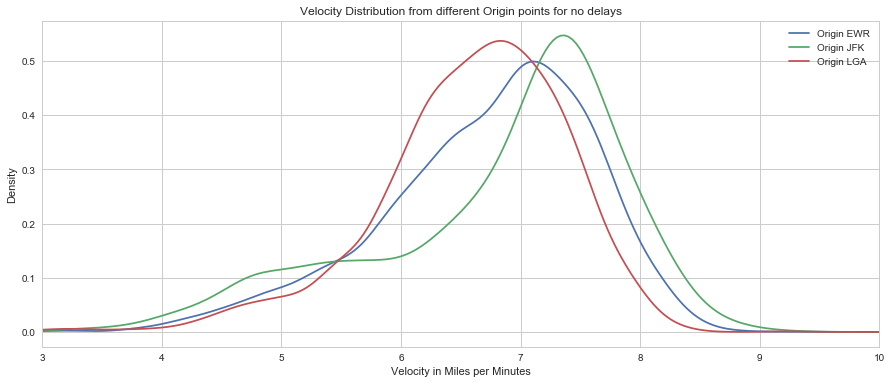 Velocity Distribution from different Origin points for no delays
Origin EWR
Origin JFK
Origin LGA
Density
0.5
0.4
0.3
0.2
0.1
0.0
3 4 5 6 7 8 9 10
Velocity in Miles per Minutes